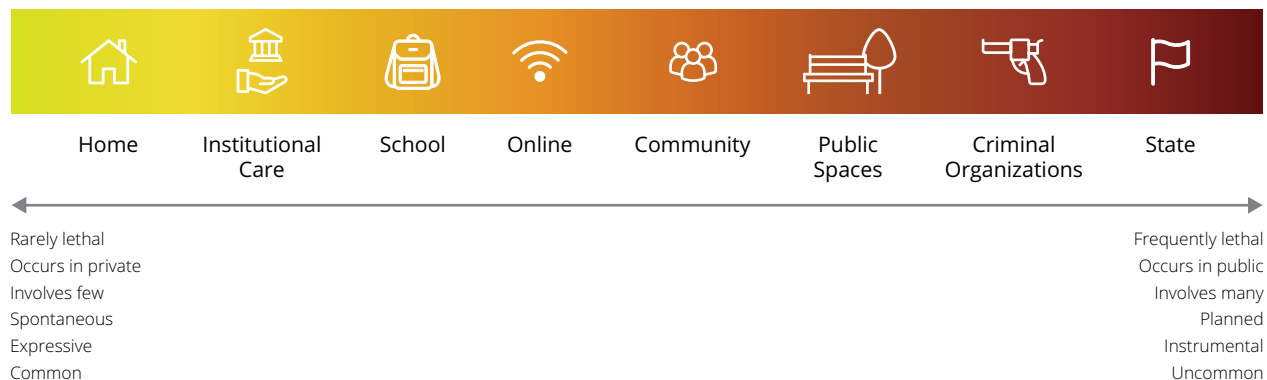 Home
Institutional
Care
School
Online
Community
Public
Spaces
Criminal
Organizations
State
Rarely lethal
Occurs in private
Involves few
Spontaneous
Expressive
Common
Frequently lethal
Occurs in public
Involves many
Planned
Instrumental
Uncommon